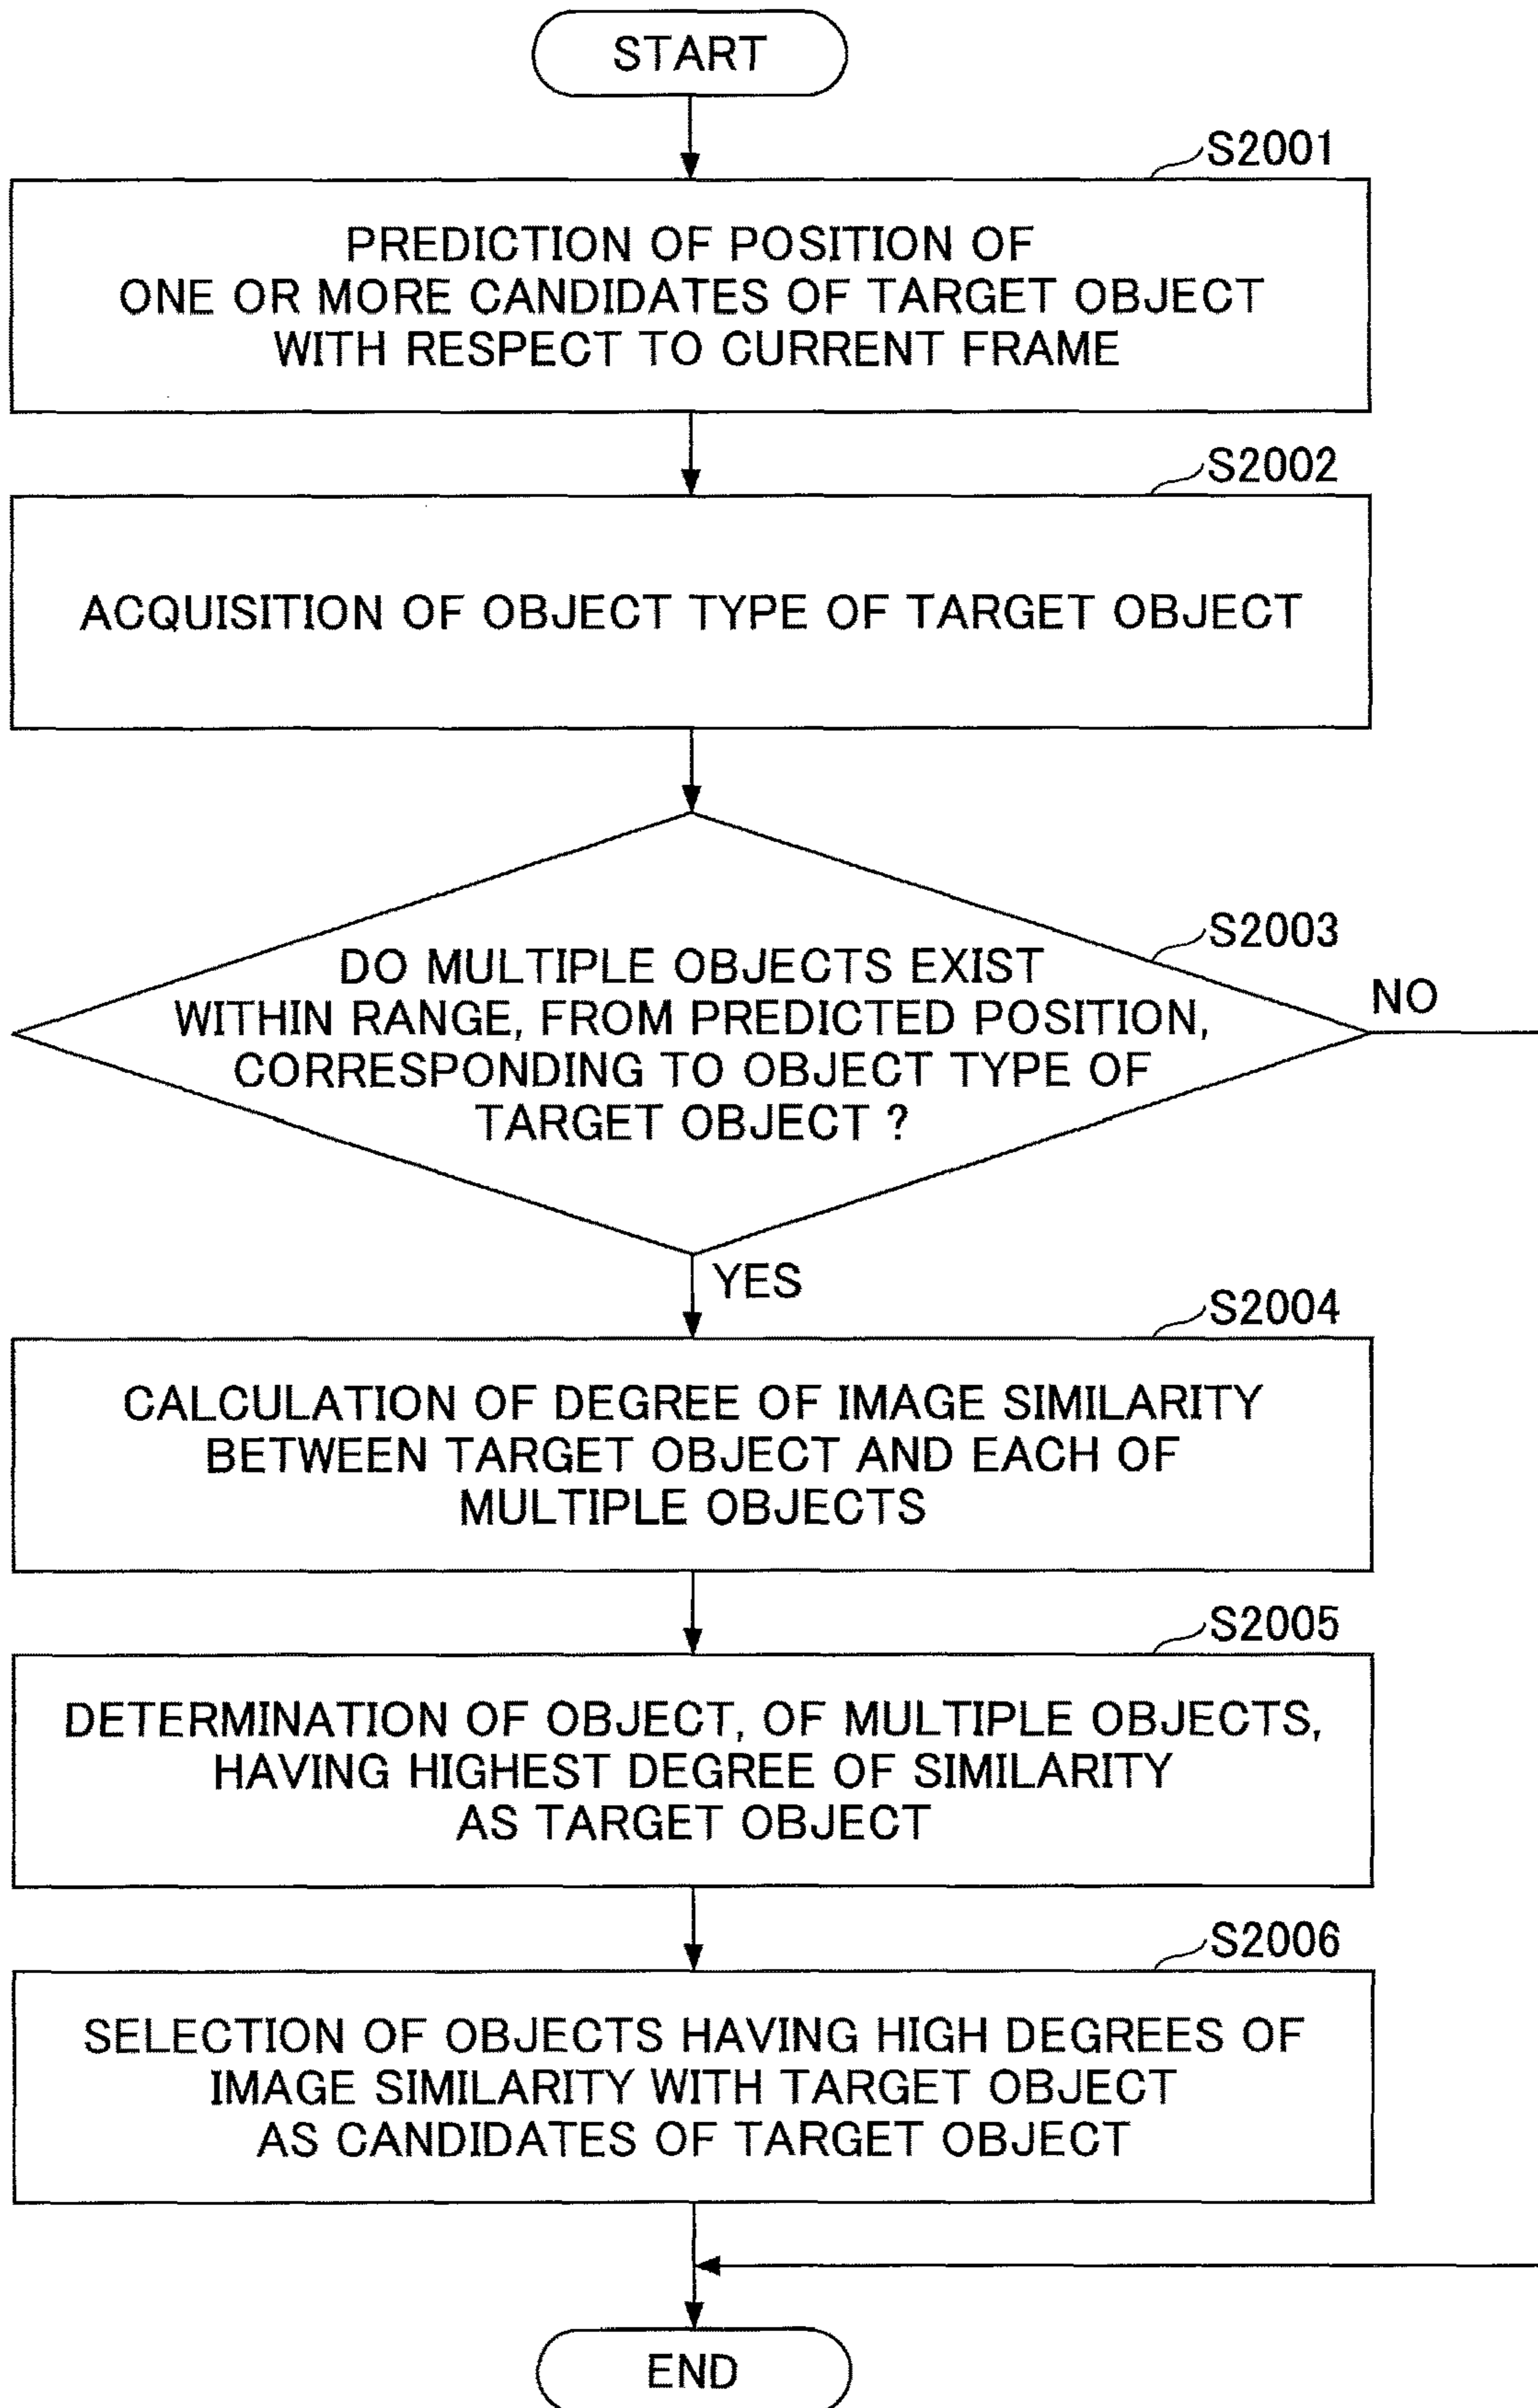 START
S2001
PREDICTION OF POSITION OF
ONE OR MORE CANDIDATES OF TARGET OBJECT
WITH RESPECT TO CURRENT FRAME
S2002
ACQUISITION OF OBJECT TYPE OF TARGET OBJECT
S2003
DO MULTIPLE OBJECTS EXIST
WITHIN RANGE, FROM PREDICTED POSITION,
CORRESPONDING TO OBJECT TYPE OF
TARGET OBJECT ?
NO
YES
S2004
CALCULATION OF DEGREE OF IMAGE SIMILARITY
BETWEEN TARGET OBJECT AND EACH OF
MULTIPLE OBJECTS
S2005
DETERMINATION OF OBJECT, OF MULTIPLE OBJECTS,
HAVING HIGHEST DEGREE OF SIMILARITY
AS TARGET OBJECT
S2006
SELECTION OF OBJECTS HAVING HIGH DEGREES OF
IMAGE SIMILARITY WITH TARGET OBJECT
AS CANDIDATES OF TARGET OBJECT
END